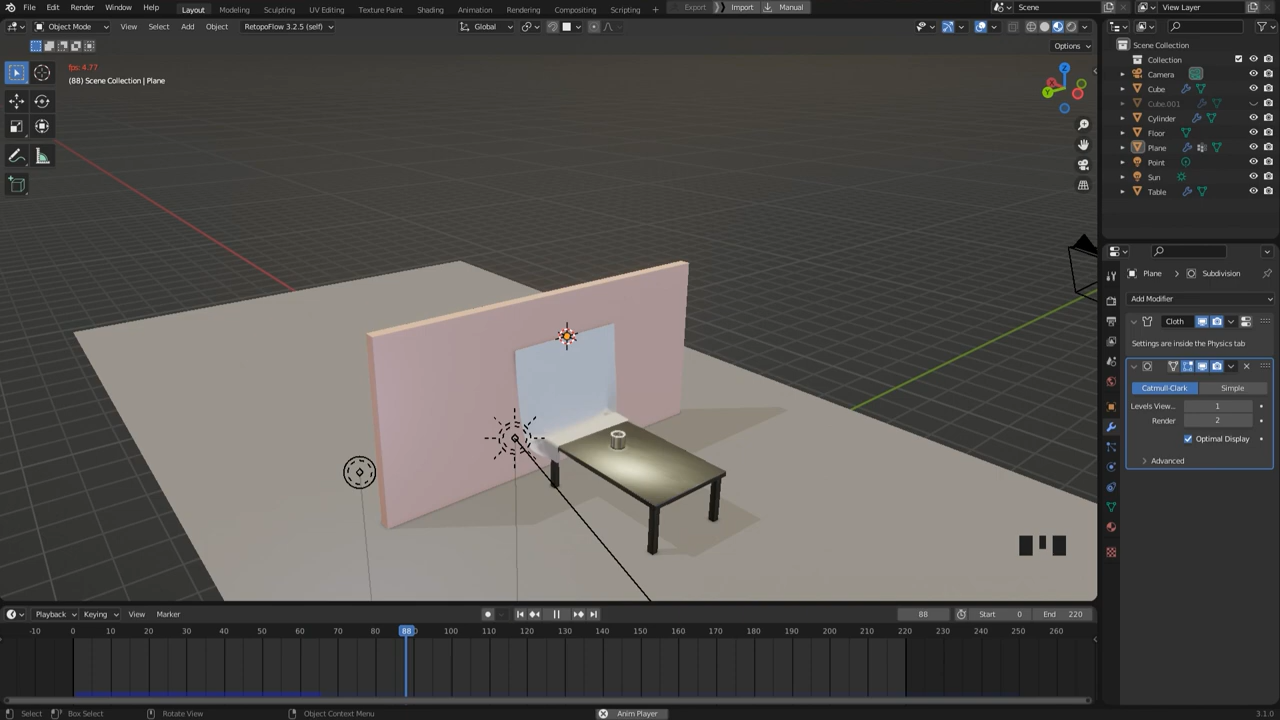 File Edit Render Window Help Layout Modeling Sculpting UV Editing Texture Paint Shading Animation Rendering Compositing Scripting + Export Import Manual Scene View Layer
Object Mode View Select Add Object RetopoFlow 3.2.5 (self) Global
Options
fps: 4.77
(88) Scene Collection | Plane
Z
Y
Scene Collection
Collection
Camera
Cube
Cube.001
Cylinder
Floor
Plane
Point
Sun
Table
Plane > Subdivision
Add Modifier
Cloth
Settings are inside the Physics tab
Catmull-Clark Simple
Levels View... 1
Render 2
Optimal Display
Advanced
Playback Keying View Marker 88 Start 0 End 220
-10 0 10 20 30 40 50 60 70 80 88 100 110 120 130 140 150 160 170 180 190 200 210 220 230 240 250 260
Select Box Select Rotate View Object Context Menu Anim Player 3.1.0